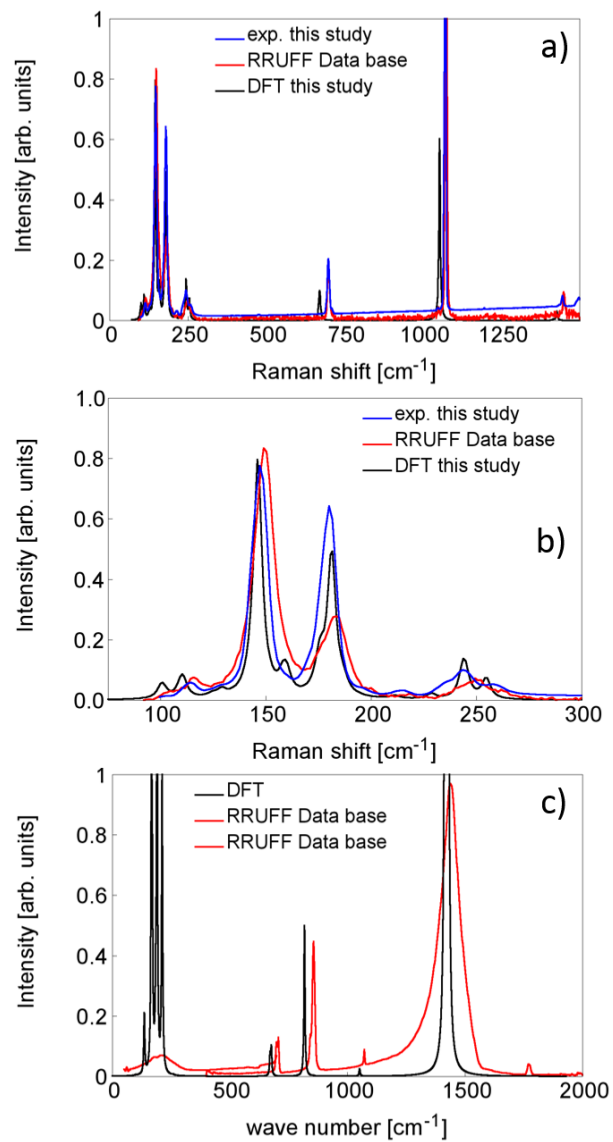 1
0.8
0.6
0.4
0.2
0
Intensity [arb. units]
exp. this study
RRUFF Data base
DFT this study
a)
0 250 500 750 1000 1250
Raman shift [cm-1]
1.0
0.8
0.6
0.4
0.2
0.0
Intensity [arb. units]
exp. this study
RRUFF Data base
DFT this study
b)
100 150 200 250 300
Raman shift [cm-1]
1
0.8
0.6
0.4
0.2
0
Intensity [arb. units]
DFT
RRUFF Data base
RRUFF Data base
c)
0 500 1000 1500 2000
wave number [cm-1]